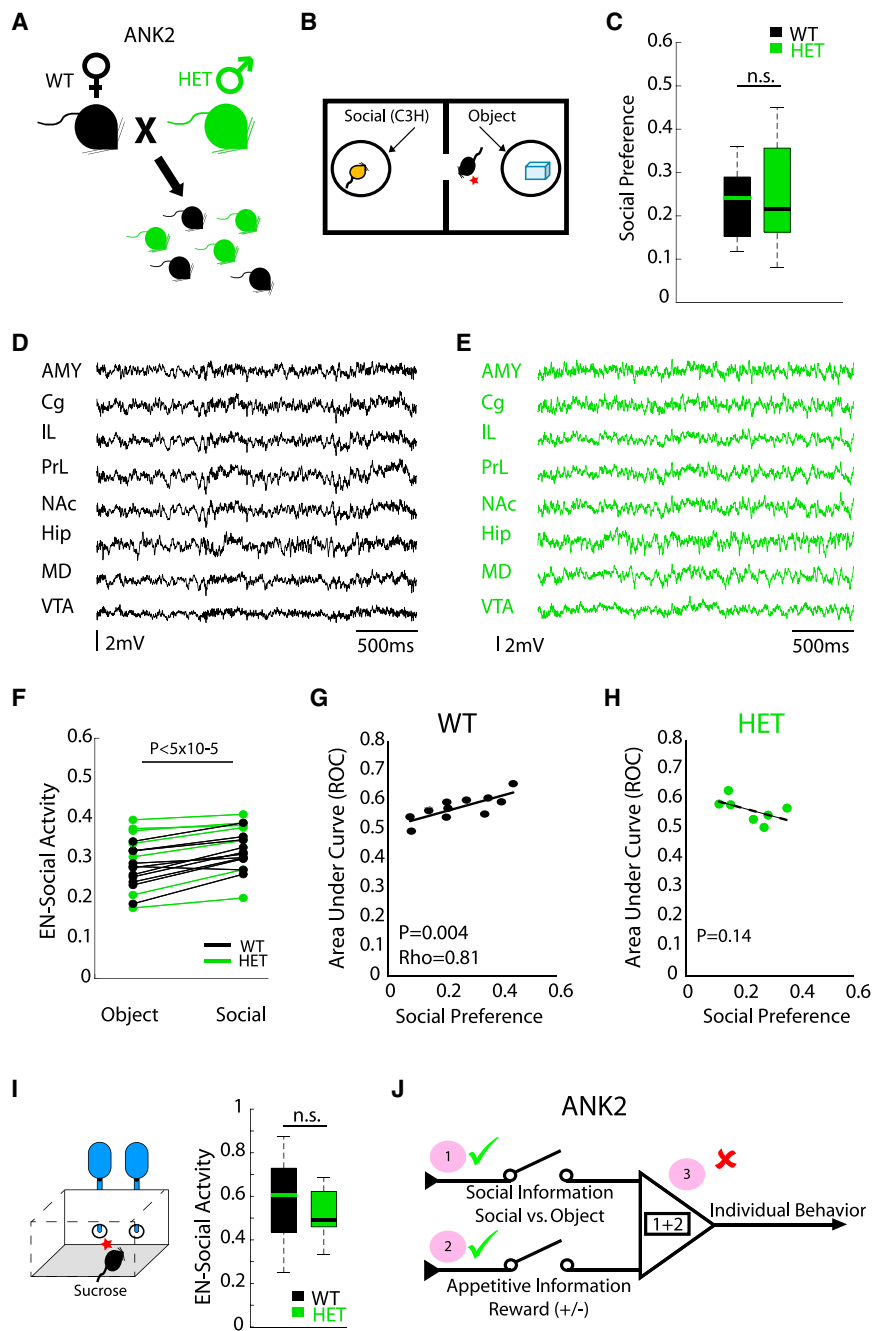 A
ANK2
WT
HET
X
B
Social (C3H)
Object
C
WT
HET
n.s.
Social Preference
0.6
0.5
0.4
0.3
0.2
0.1
0
D
AMY
Cg
IL
PrL
NAc
Hip
MD
VTA
2mV
500ms
E
AMY
Cg
IL
PrL
NAc
Hip
MD
VTA
2mV
500ms
F
P<5x10-5
EN-Social Actvity
0.6
0.5
0.4
0.3
0.2
0.1
0
WT
HET
Object Social
G
WT
Area Under Curve (ROC)
0.8
0.7
0.6
0.5
0.4
0.3
0.2
0.1
0
P=0.004
Rho=0.81
0 0.2 0.4 0.6
Social Preference
H
HET
Area Under Curve (ROC)
0.8
0.7
0.6
0.5
0.4
0.3
0.2
0.1
0
P=0.14
0 0.2 0.4 0.6
Social Preference
I
Sucrose
EN-Social Actvity
1
0.8
0.6
0.4
0.2
0
n.s.
WT
HET
J
ANK2
1
Social Information
Social vs. Object
2
Appetitive Information
Reward (+/-)
3
1+2
Individual Behavior